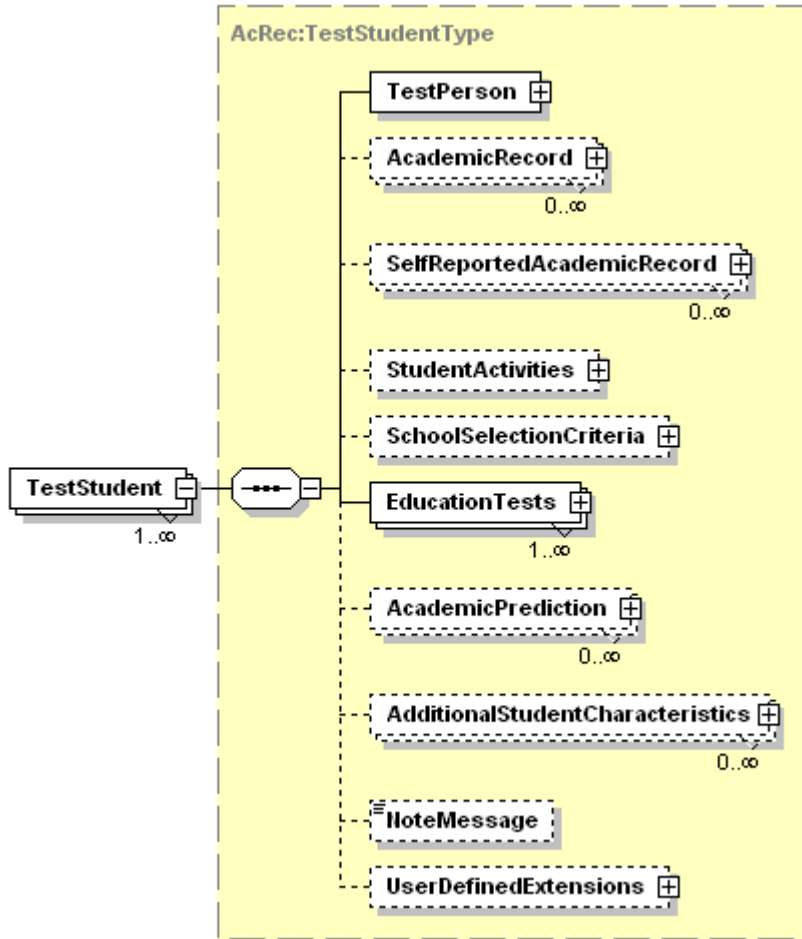 AcRec:TestStudentType
TestPerson
AcademicRecord
0..∞
SelfReportedAcademicRecord
0..∞
StudentActivities
SchoolSelectionCriteria
TestStudent
1..∞
EducationTests
1..∞
AcademicPrediction
0..∞
AdditionalStudentCharacteristics
0..∞
NoteMessage
UserDefinedExtensions